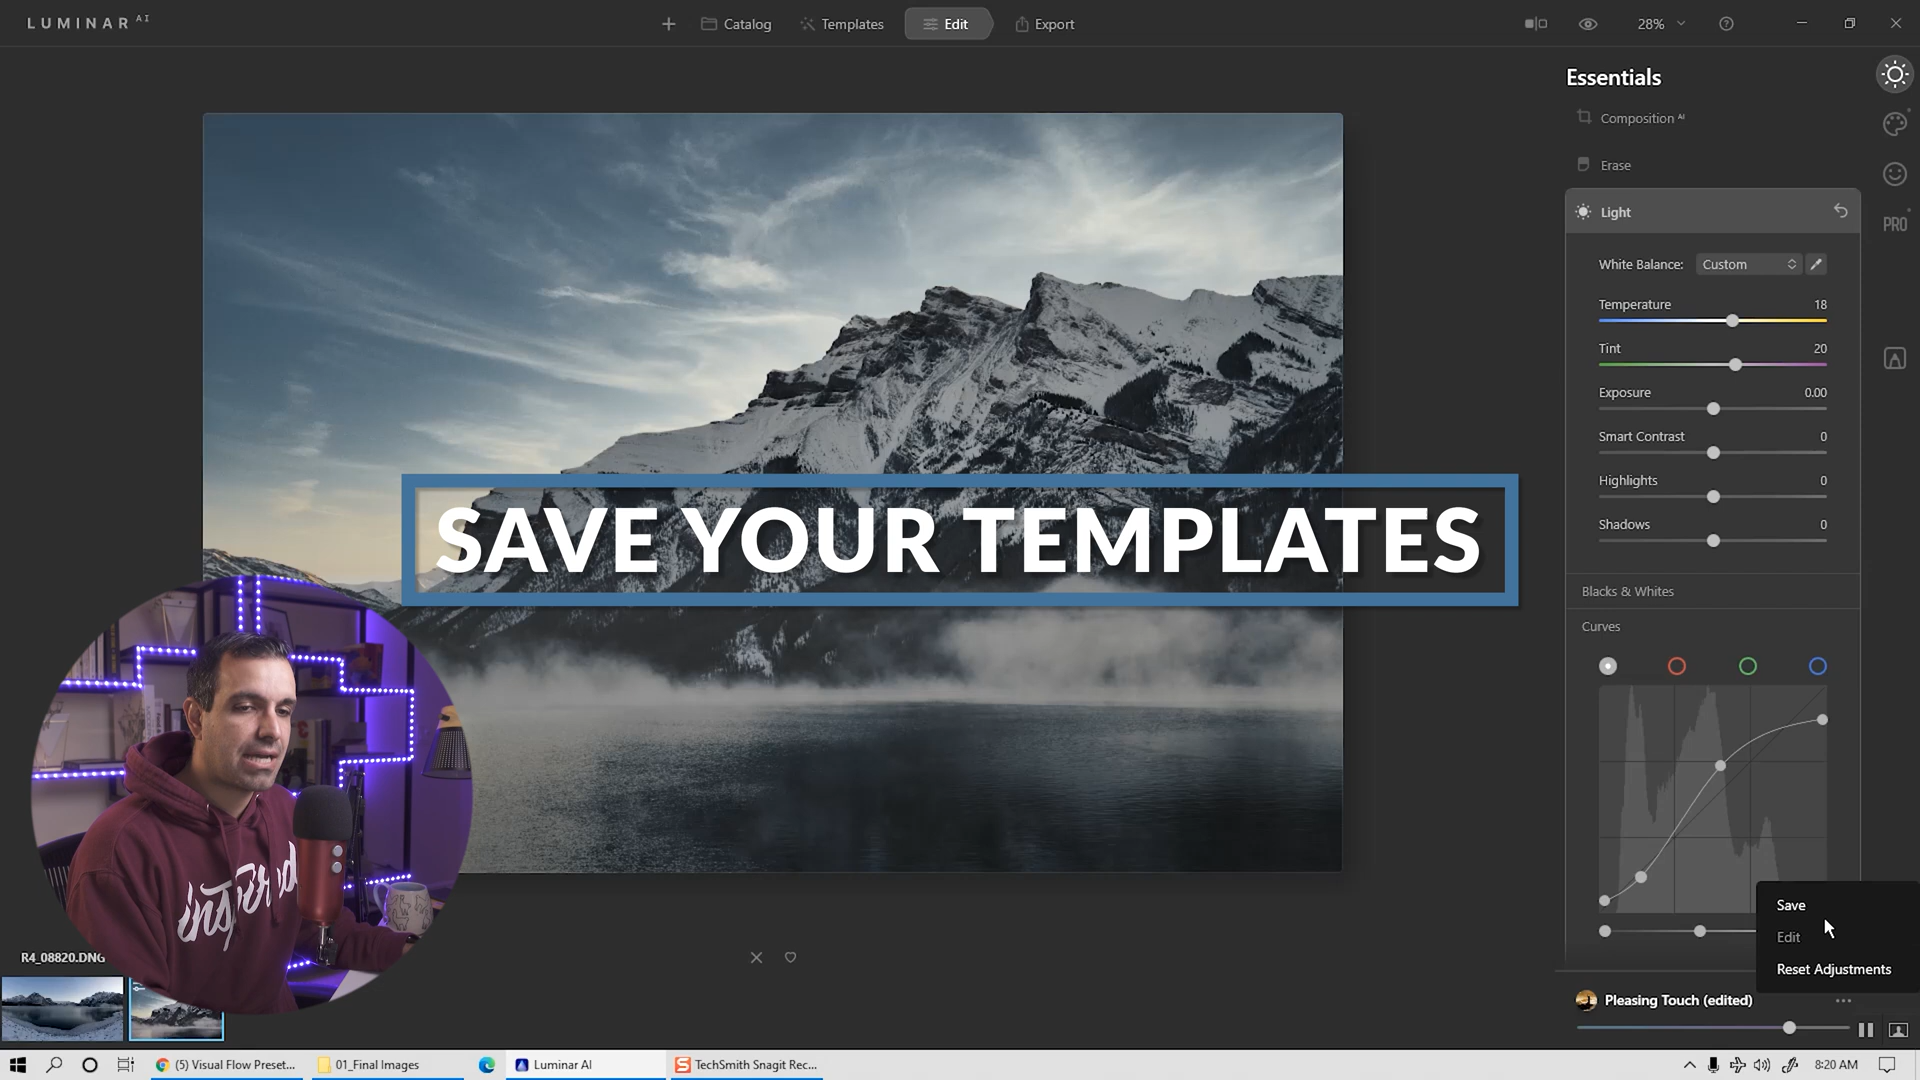 LUMINAR AI
Catalog
Templates
Edit
Export
28%
Essentials
Composition AI
Erase
Light
PRO
White Balance: Custom
Temperature 18
Tint 20
Exposure 0.00
Smart Contrast 0
Highlights 0
Shadows 0
Blacks & Whites
Curves
SAVE YOUR TEMPLATES
inspired
Save
Edit
Reset Adjustments
R4_08820.DNG
Pleasing Touch (edited)
(5) Visual Flow Preset...
01_Final Images
Luminar AI
TechSmith Snagit Rec...
8:20 AM